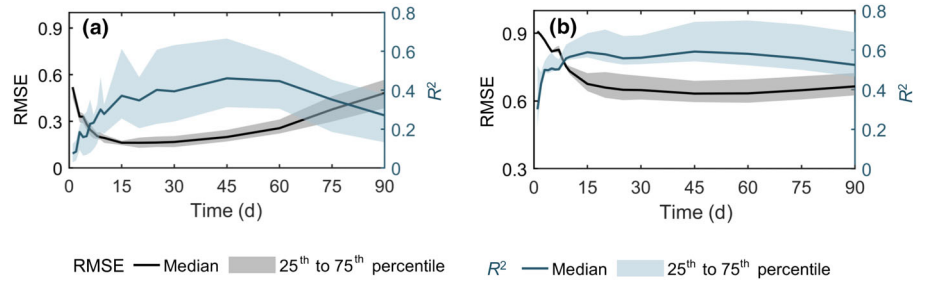 (a)
0.9
0.6
0.3
0
RMSE
0.8
0.6
0.4
0.2
0
R²
0 15 30 45 60 75 90
Time (d)
(b)
0.9
0.6
0.3
RMSE
0.8
0.6
0.4
0.2
0
R²
0 15 30 45 60 75 90
Time (d)
RMSE Median 25th to 75th percentile R² Median 25th to 75th percentile